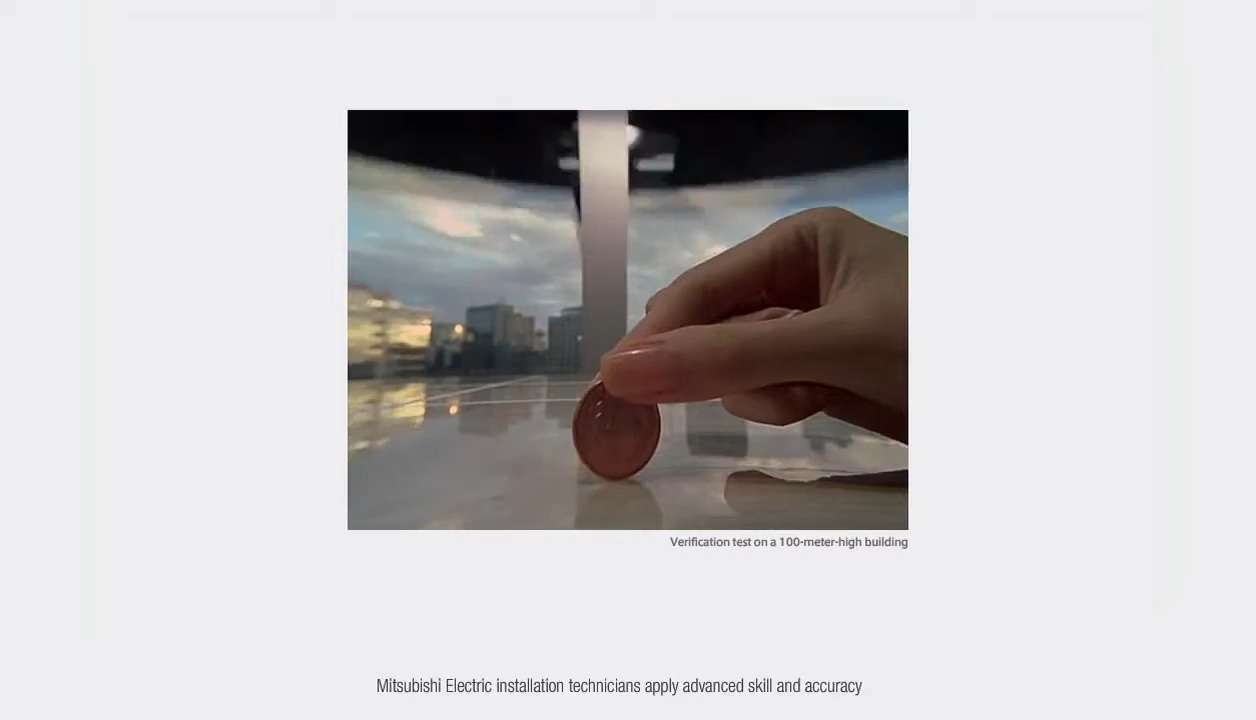 Verification test on a 100-meter-high building
Mitsubishi Electric installation technicians apply advanced skill and accuracy